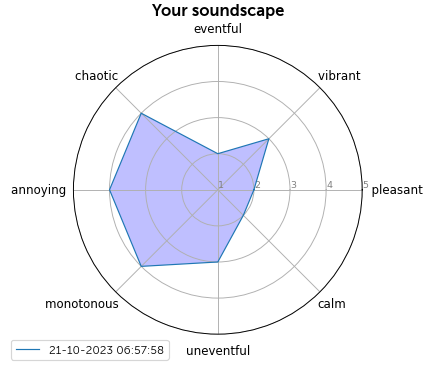 Your soundscape
eventful
chaotic
vibrant
annoying
1
2
3
4
5
pleasant
monotonous
calm
uneventful
21-10-2023 06:57:58